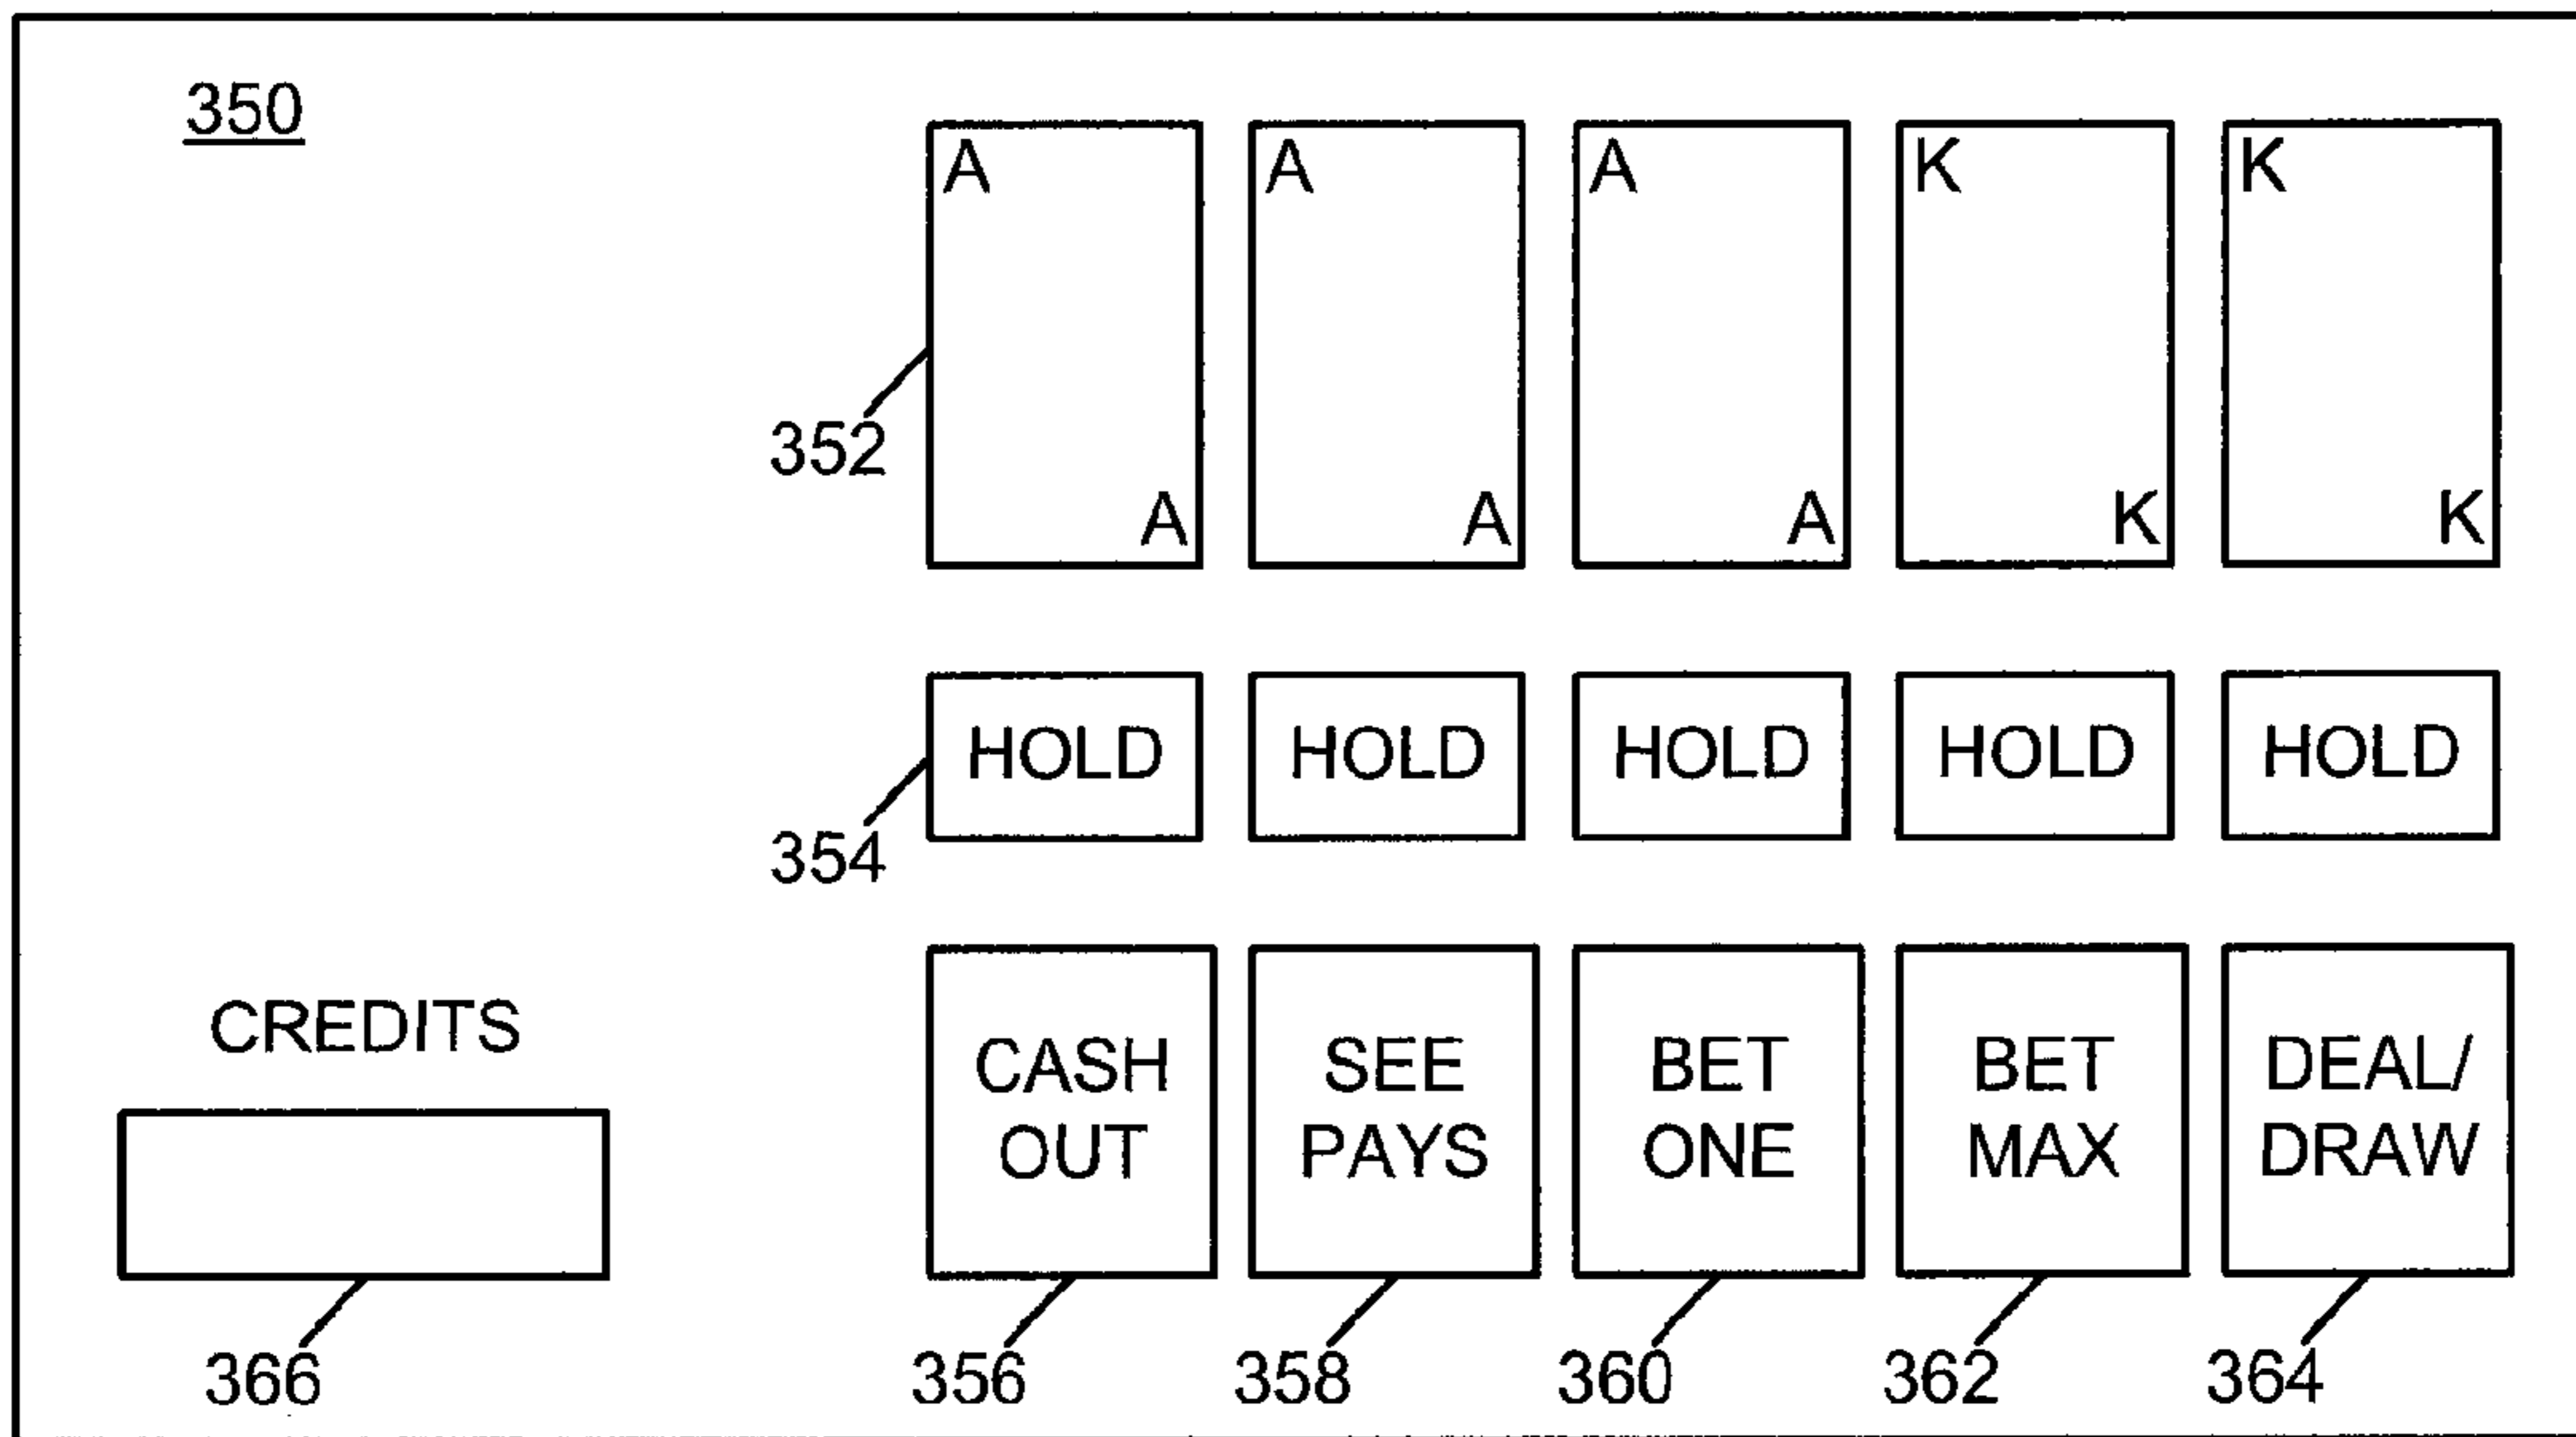 350
A A A K K
352
A A A K K
HOLD HOLD HOLD HOLD HOLD
354
CREDITS
CASH SEE BET BET DEAL/
OUT PAYS ONE MAX DRAW
366 356 358 360 362 364